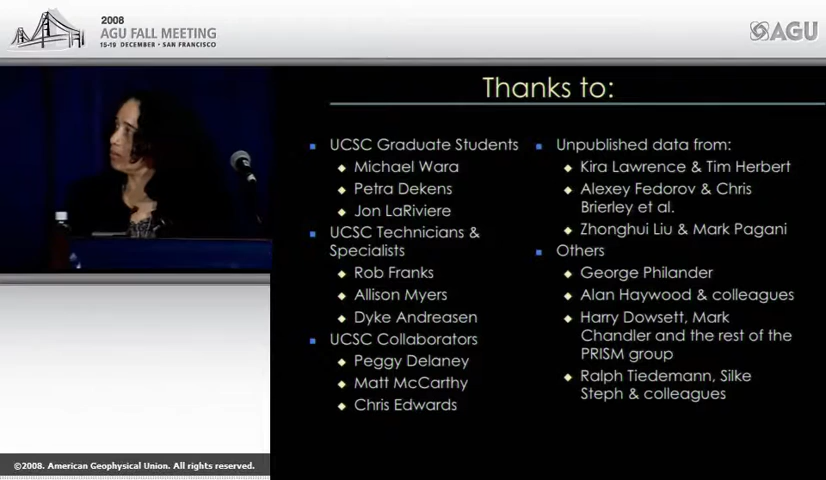 2008
AGU FALL MEETING
15-19 DECEMBER • SAN FRANCISCO
AGU
Thanks to:
UCSC Graduate Students
Michael Wara
Petra Dekens
Jon LaRiviere
UCSC Technicians &
Specialists
Rob Franks
Allison Myers
Dyke Andreasen
UCSC Collaborators
Peggy Delaney
Matt McCarthy
Chris Edwards
Unpublished data from:
Kira Lawrence & Tim Herbert
Alexey Fedorov & Chris
Brierley et al.
Zhonghui Liu & Mark Pagani
Others
George Philander
Alan Haywood & colleagues
Harry Dowsett, Mark
Chandler and the rest of the
PRISM group
Ralph Tiedemann, Silke
Steph & colleagues
©2008. American Geophysical Union. All rights reserved.